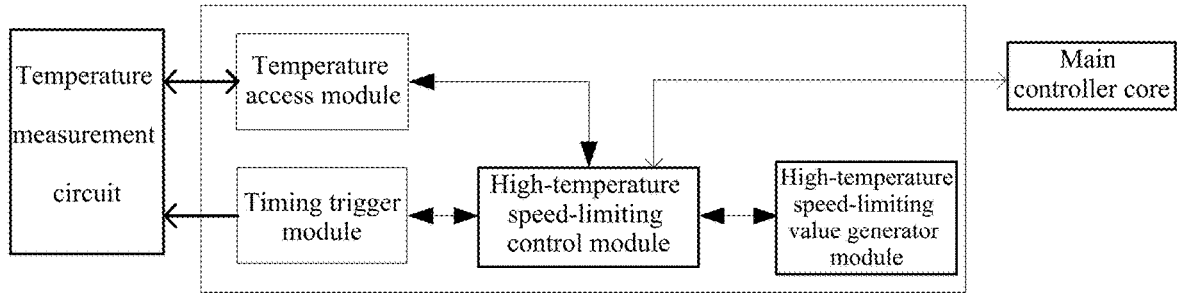 Temperature
measurement
circuit
Temperature
access module
Timing trigger
module
High-temperature
speed-limiting
control module
High-temperature
speed-limiting
value generator
module
Main
controller core